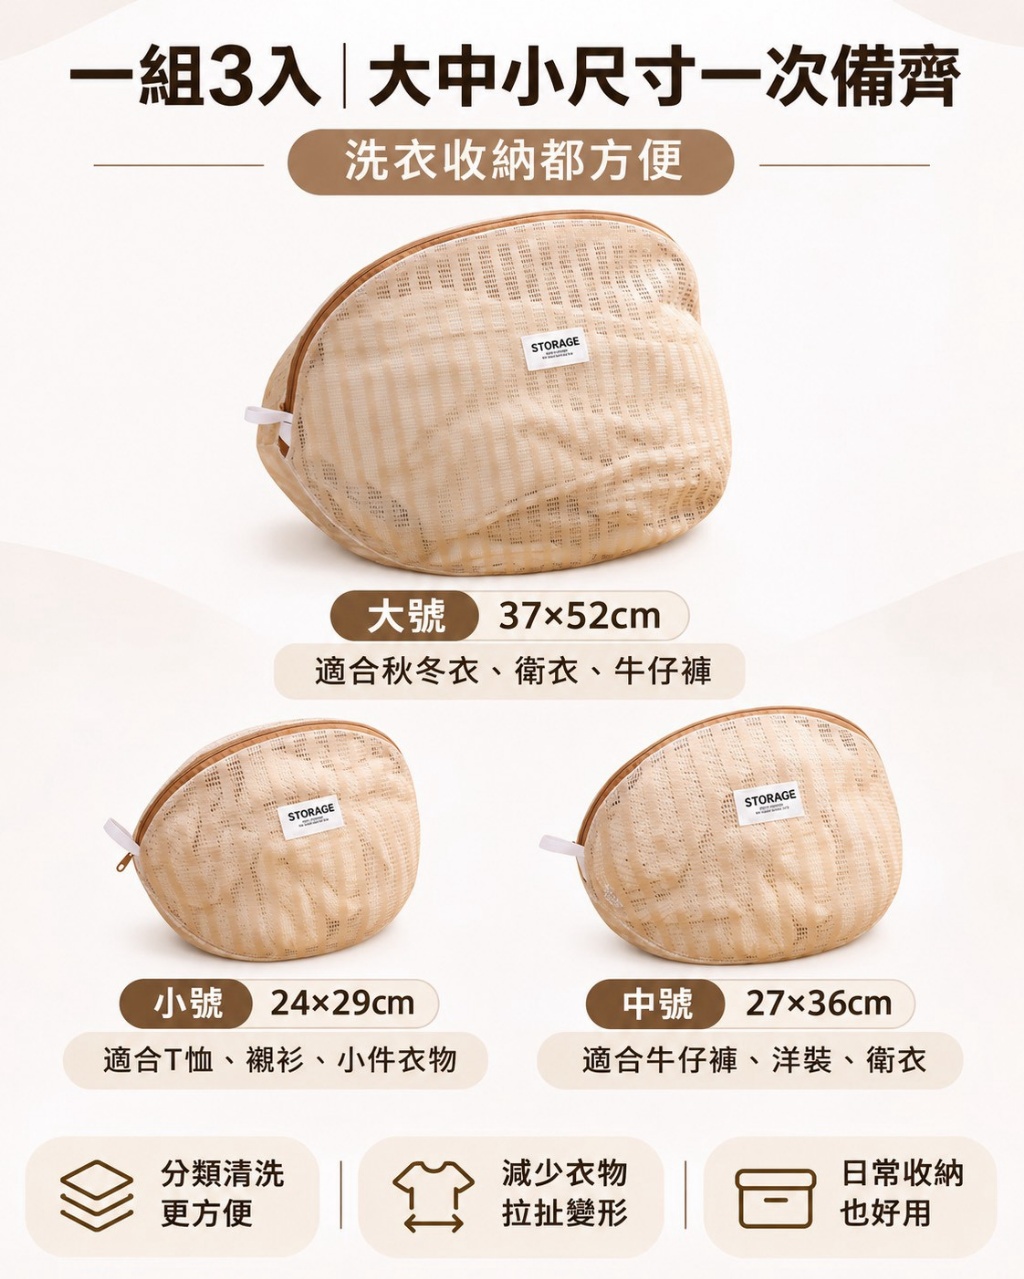 一組3入｜大中小尺寸一次備齊
洗衣收納都方便
STORAGE
大號 37×52cm
適合秋冬衣、衛衣、牛仔褲
STORAGE
STORAGE
小號 24×29cm
適合T恤、襯衫、小件衣物
中號 27×36cm
適合牛仔褲、洋裝、衛衣
分類清洗
更方便
減少衣物
拉扯變形
日常收納
也好用